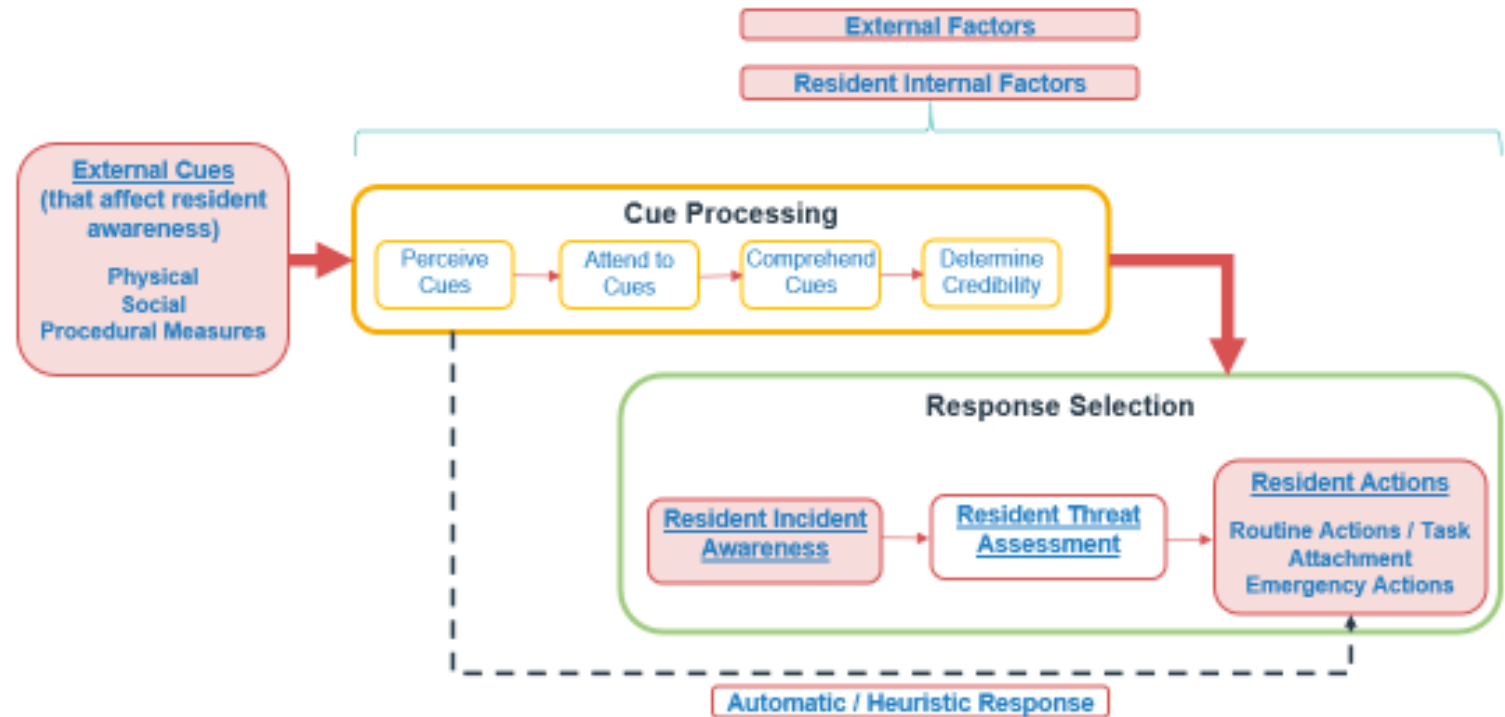 External Factors
Resident Internal Factors
External Cues
(that affect resident
awareness)
Physical
Social
Procedural Measures
Cue Processing
Perceive
Cues
Attend to
Cues
Comprehend
Cues
Determine
Credibility
Response Selection
Resident Incident
Awareness
Resident Threat
Assessment
Resident Actions
Routine Actions / Task
Attachment
Emergency Actions
Automatic / Heuristic Response